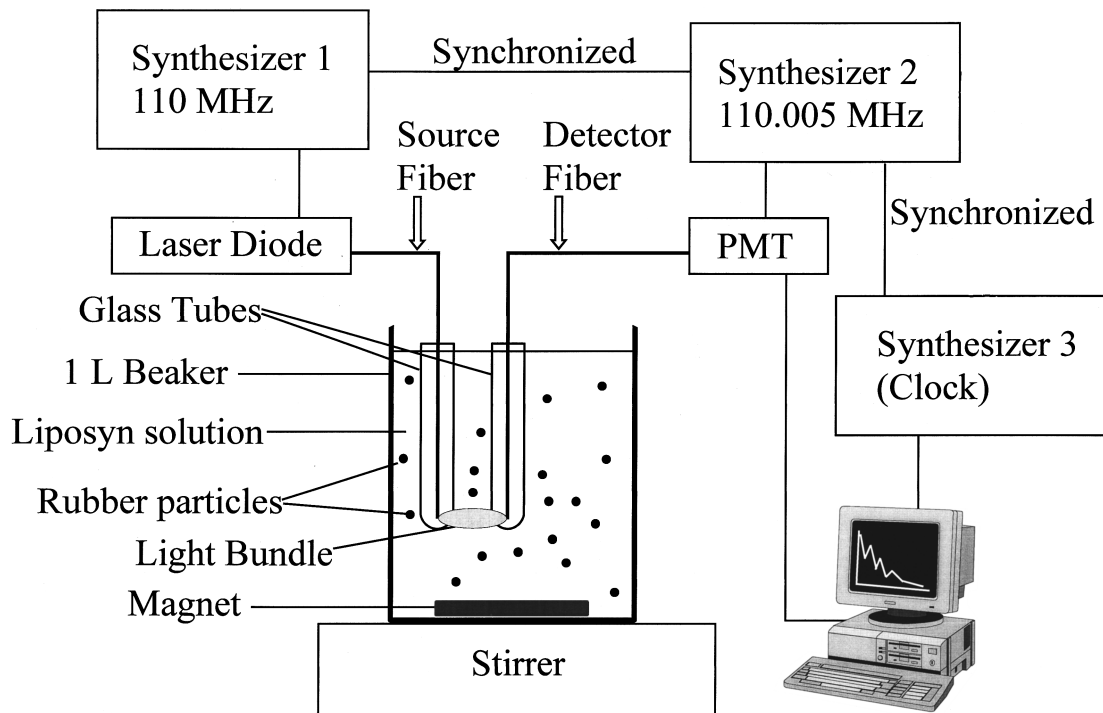 Synthesizer 1
110 MHz
Synchronized
Synthesizer 2
110.005 MHz
Source
Fiber
Detector
Fiber
Synchronized
Laser Diode
PMT
Glass Tubes
1 L Beaker
Synthesizer 3
(Clock)
Liposyn solution
Rubber particles
Light Bundle
Magnet
Stirrer